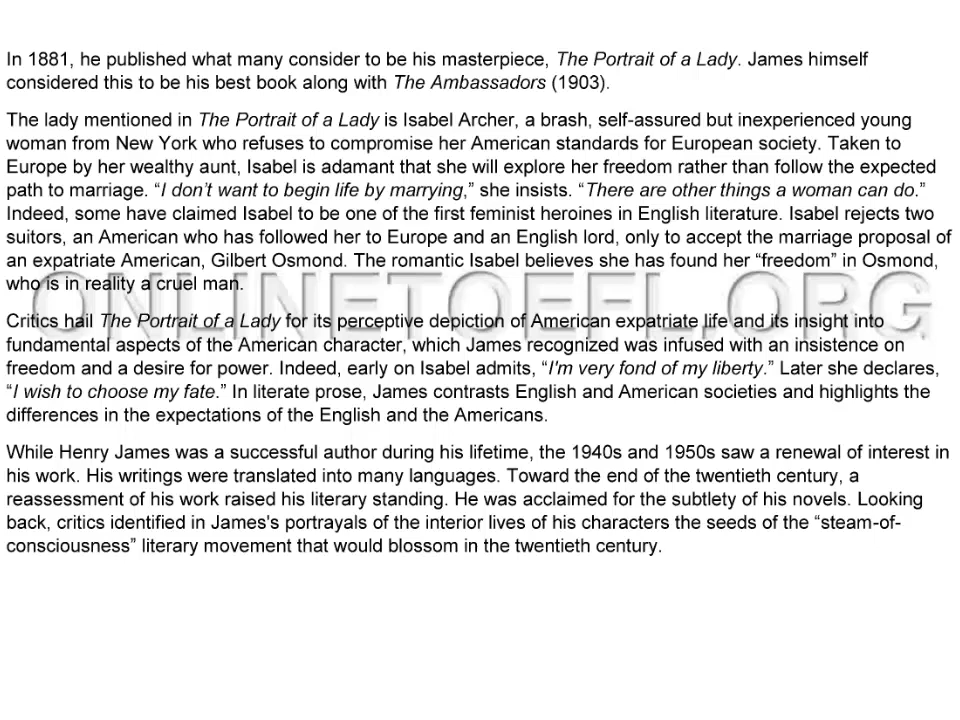 In 1881, he published what many consider to be his masterpiece, The Portrait of a Lady. James himself
considered this to be his best book along with The Ambassadors (1903).
The lady mentioned in The Portrait of a Lady is Isabel Archer, a brash, self-assured but inexperienced young
woman from New York who refuses to compromise her American standards for European society. Taken to
Europe by her wealthy aunt, Isabel is adamant that she will explore her freedom rather than follow the expected
path to marriage. “I don’t want to begin life by marrying,” she insists. “There are other things a woman can do.”
Indeed, some have claimed Isabel to be one of the first feminist heroines in English literature. Isabel rejects two
suitors, an American who has followed her to Europe and an English lord, only to accept the marriage proposal of
an expatriate American, Gilbert Osmond. The romantic Isabel believes she has found her “freedom” in Osmond,
who is in reality a cruel man.
ONLINETOEFL.ORG
Critics hail The Portrait of a Lady for its perceptive depiction of American expatriate life and its insight into
fundamental aspects of the American character, which James recognized was infused with an insistence on
freedom and a desire for power. Indeed, early on Isabel admits, “I'm very fond of my liberty.” Later she declares,
“I wish to choose my fate.” In literate prose, James contrasts English and American societies and highlights the
differences in the expectations of the English and the Americans.
While Henry James was a successful author during his lifetime, the 1940s and 1950s saw a renewal of interest in
his work. His writings were translated into many languages. Toward the end of the twentieth century, a
reassessment of his work raised his literary standing. He was acclaimed for the subtlety of his novels. Looking
back, critics identified in James's portrayals of the interior lives of his characters the seeds of the “steam-of-
consciousness” literary movement that would blossom in the twentieth century.